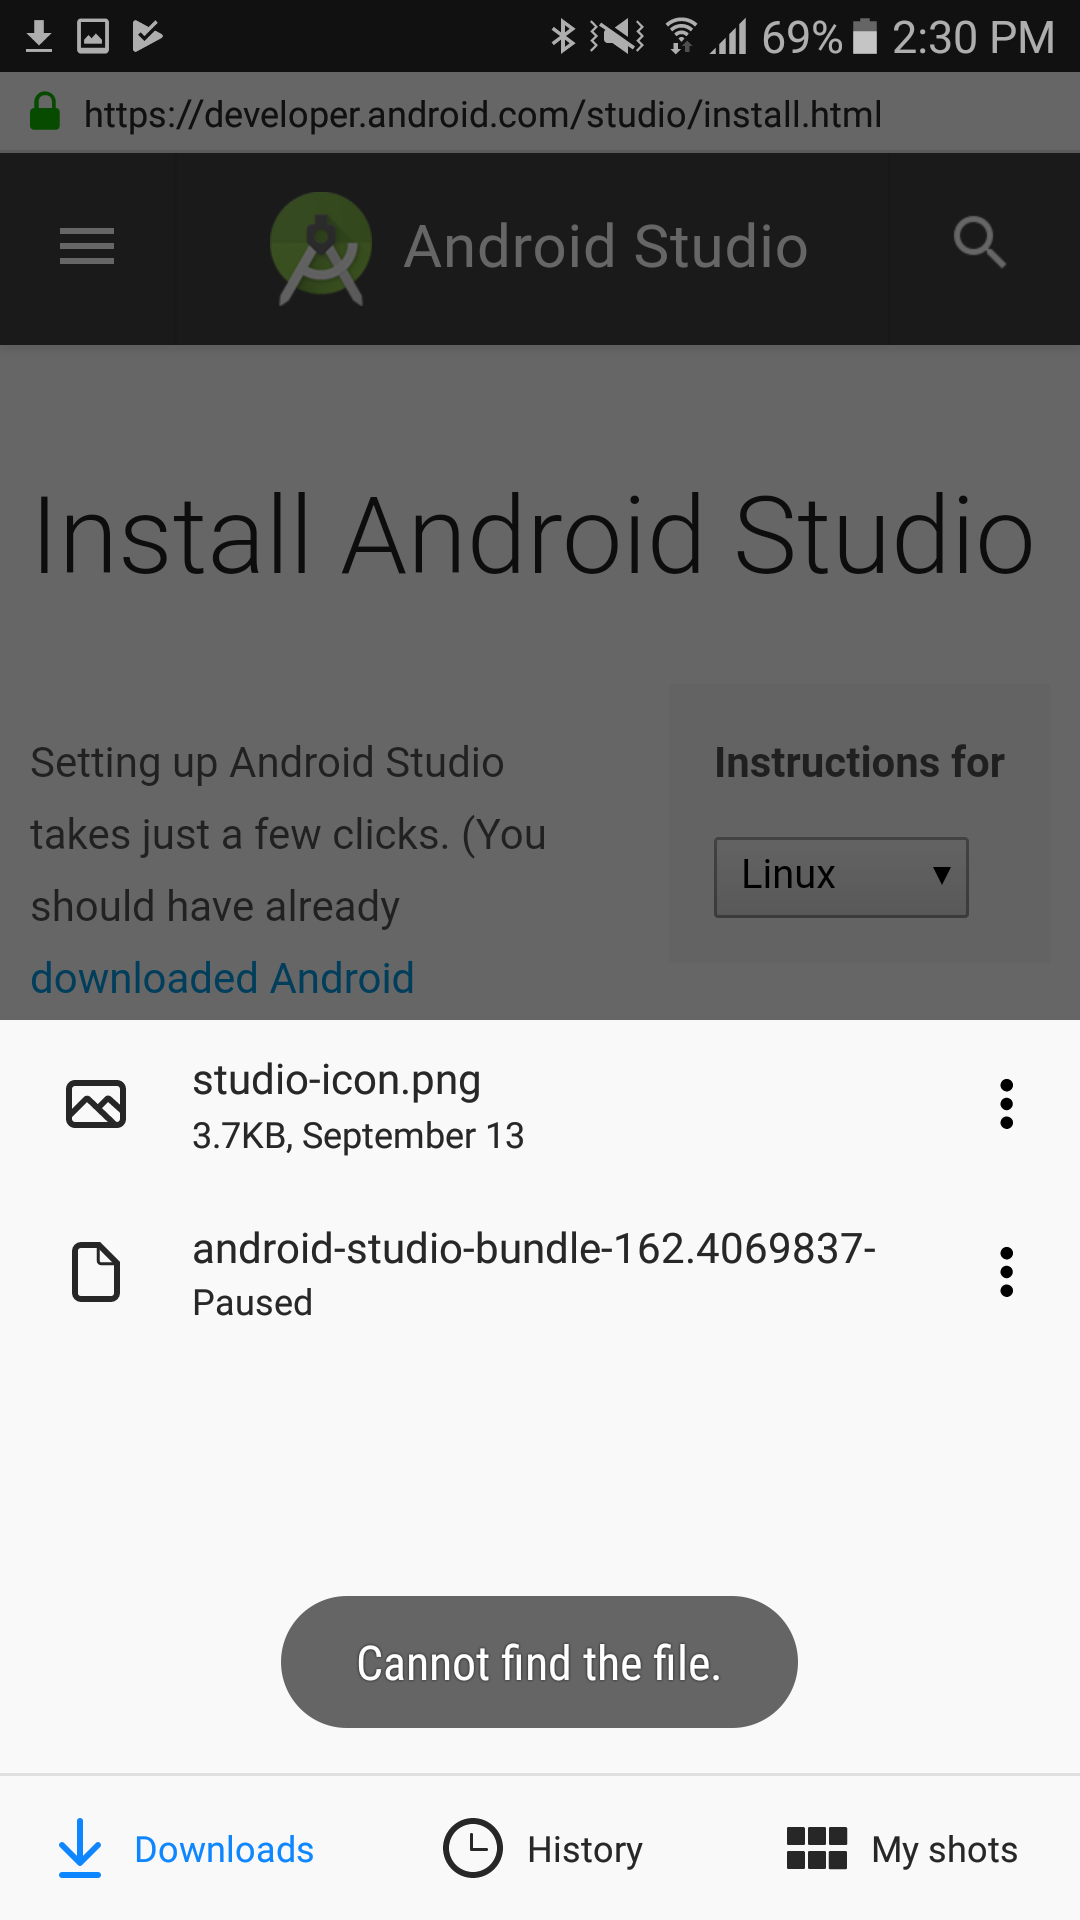 69% 2:30 PM
https://developer.android.com/studio/install.html
Android Studio
Install Android Studio
Setting up Android Studio
takes just a few clicks. (You
should have already
downloaded Android
Instructions for
Linux
studio-icon.png
3.7KB, September 13
android-studio-bundle-162.4069837-
Paused
Cannot find the file.
Downloads
History
My shots